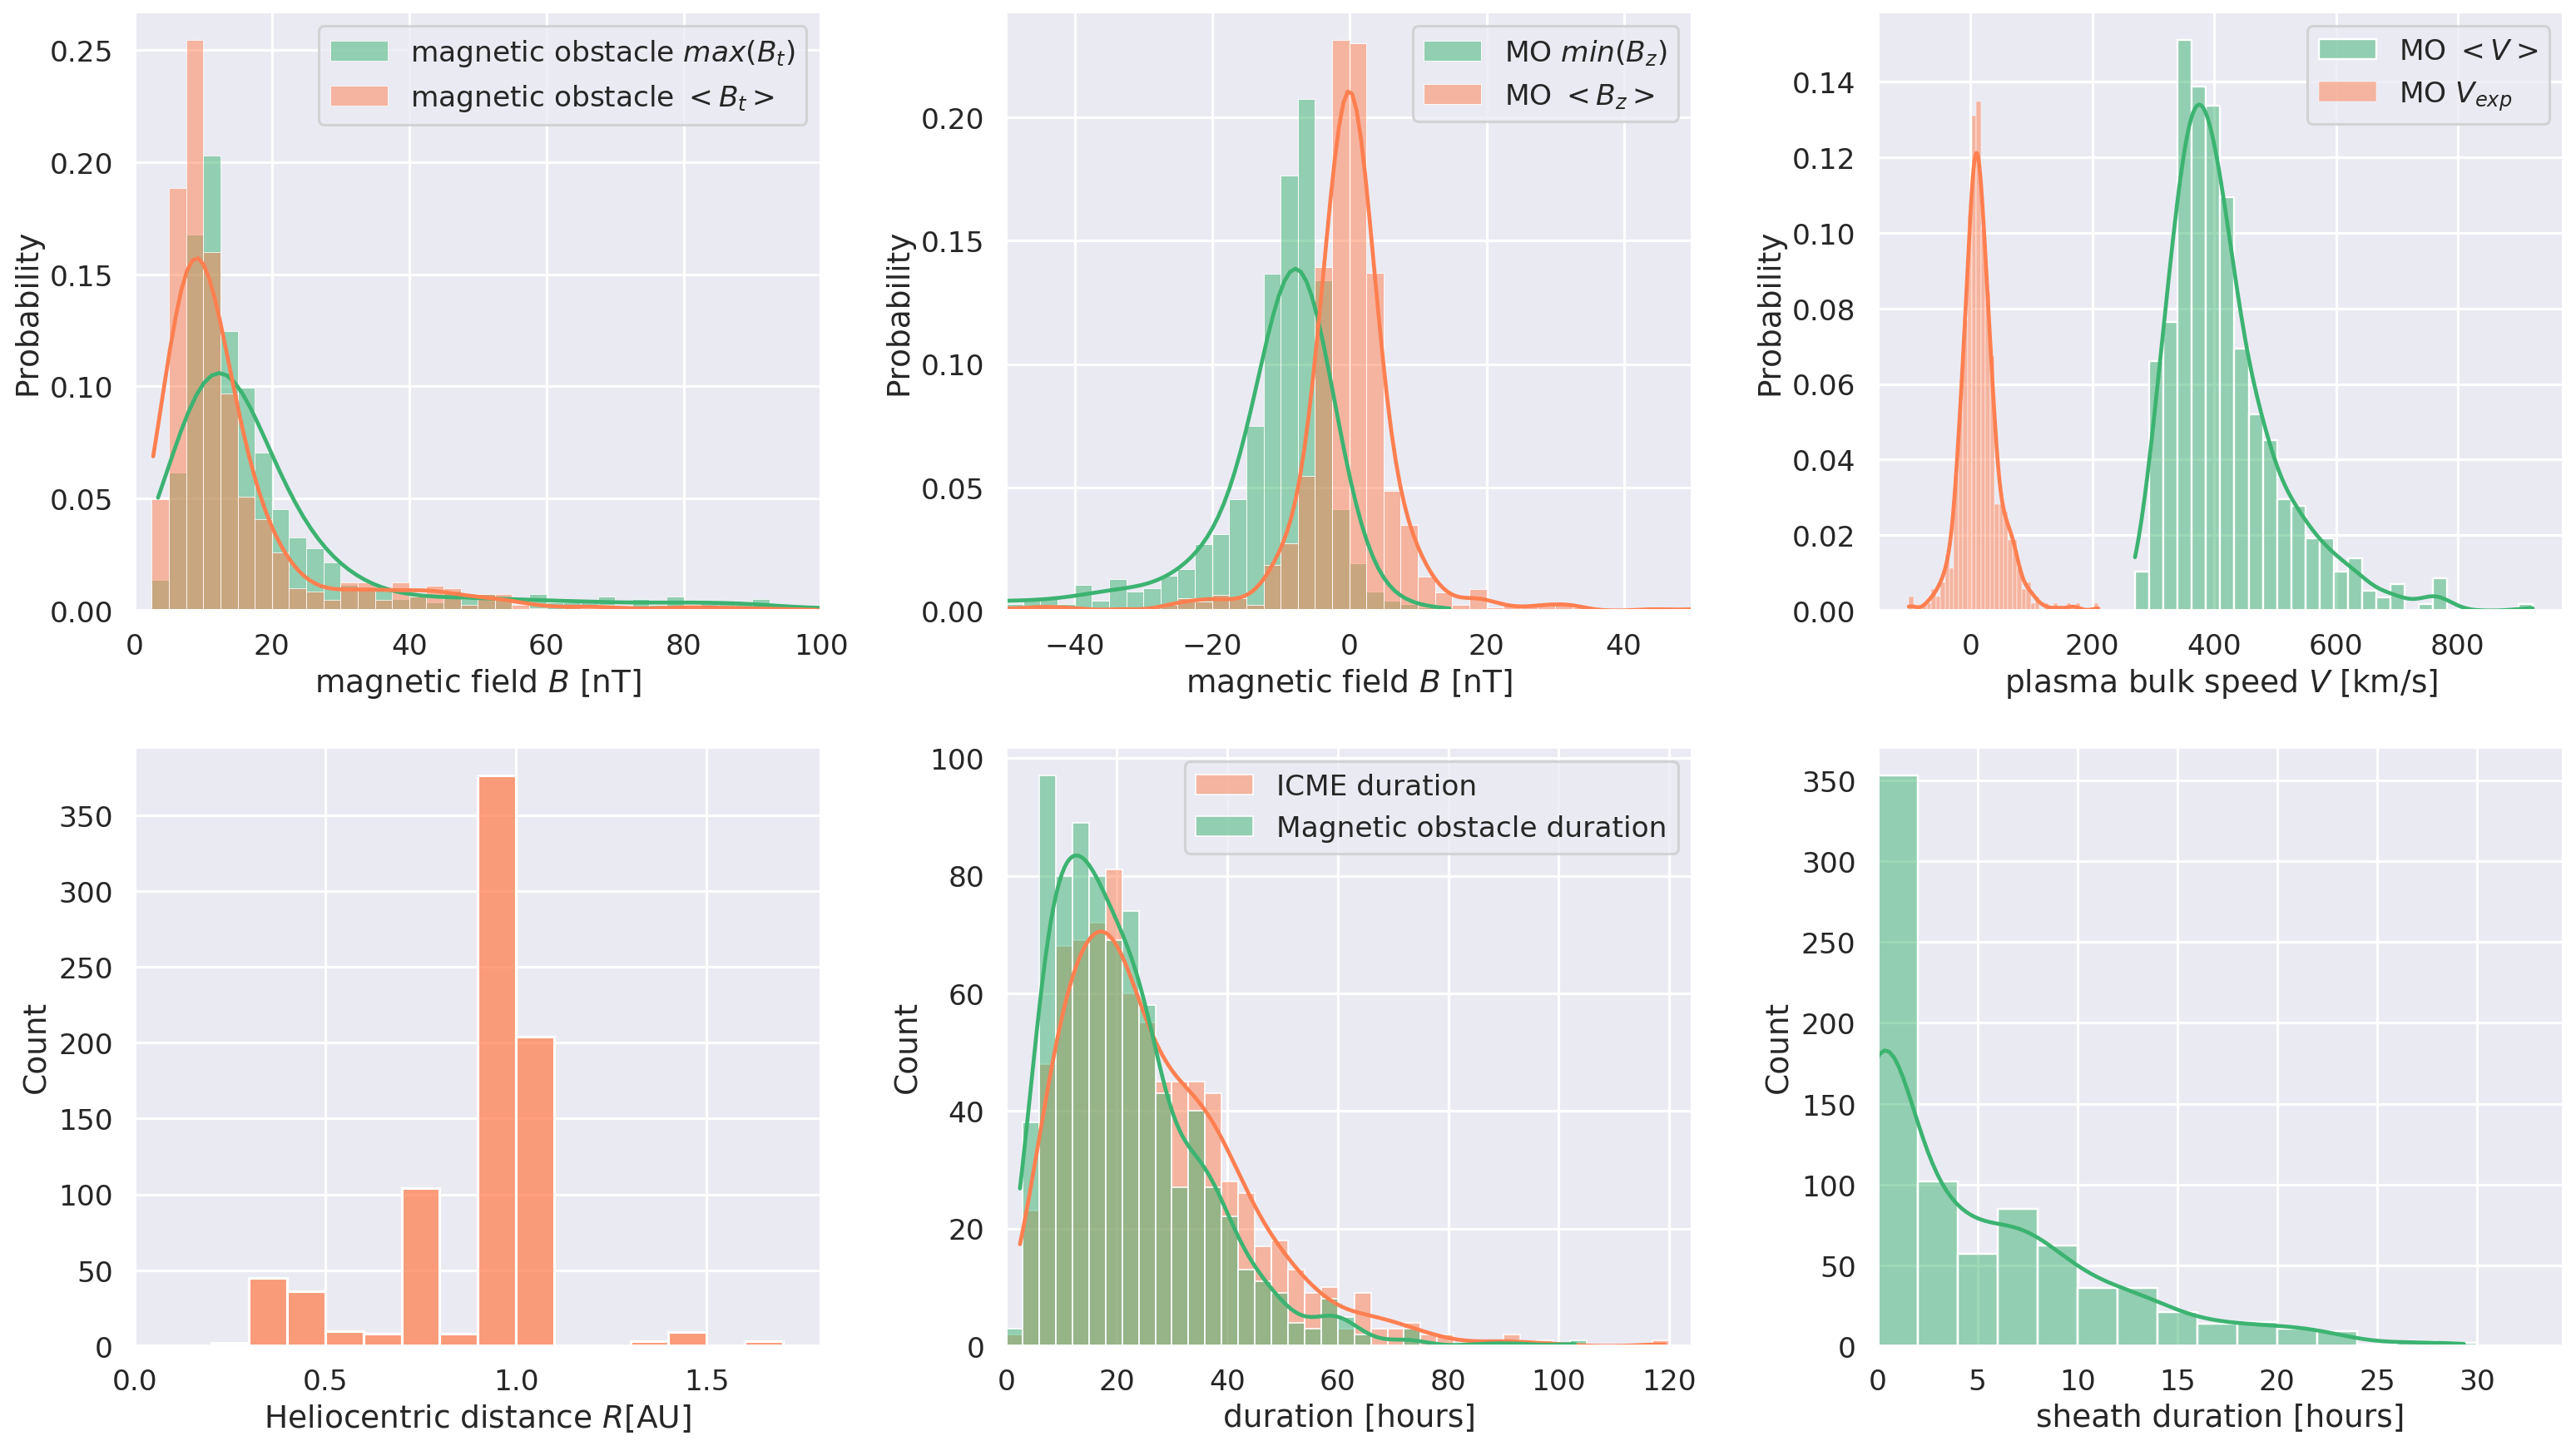 magnetic obstacle max(B_t)
magnetic obstacle < B_t >
0.25
0.20
0.15
0.10
0.05
0.00
Probability
0 20 40 60 80 100
magnetic field B [nT]
MO min(B_z)
MO < B_z >
0.20
0.15
0.10
0.05
0.00
Probability
−40 −20 0 20 40
magnetic field B [nT]
MO < V >
MO V_exp
0.14
0.12
0.10
0.08
0.06
0.04
0.02
0.00
Probability
0 200 400 600 800
plasma bulk speed V [km/s]
350
300
250
200
150
100
50
0
Count
0.0 0.5 1.0 1.5
Heliocentric distance R[AU]
ICME duration
Magnetic obstacle duration
100
80
60
40
20
0
Count
0 20 40 60 80 100 120
duration [hours]
350
300
250
200
150
100
50
0
Count
0 5 10 15 20 25 30
sheath duration [hours]